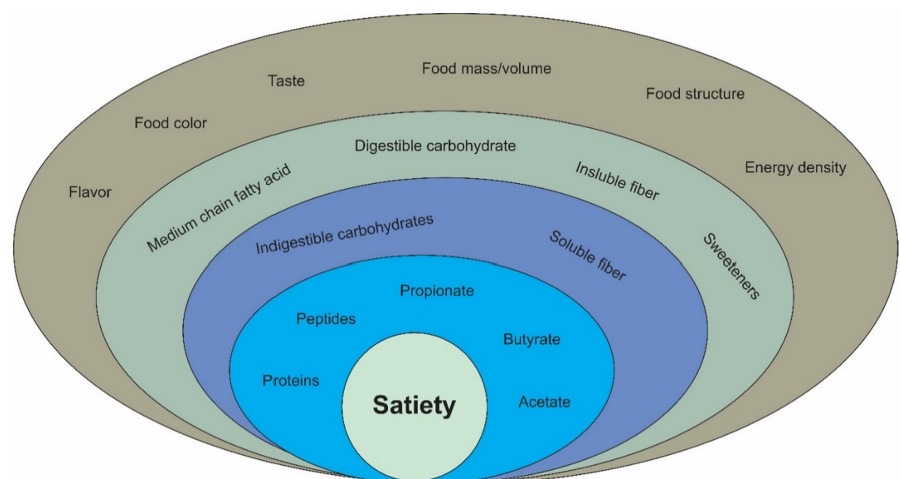 Food mass/volume
Taste
Food structure
Food color
Energy density
Flavor
Digestible carbohydrate
Medium chain fatty acid
Insluble fiber
Sweeteners
Indigestible carbohydrates
Soluble fiber
Propionate
Peptides
Butyrate
Proteins
Acetate
Satiety